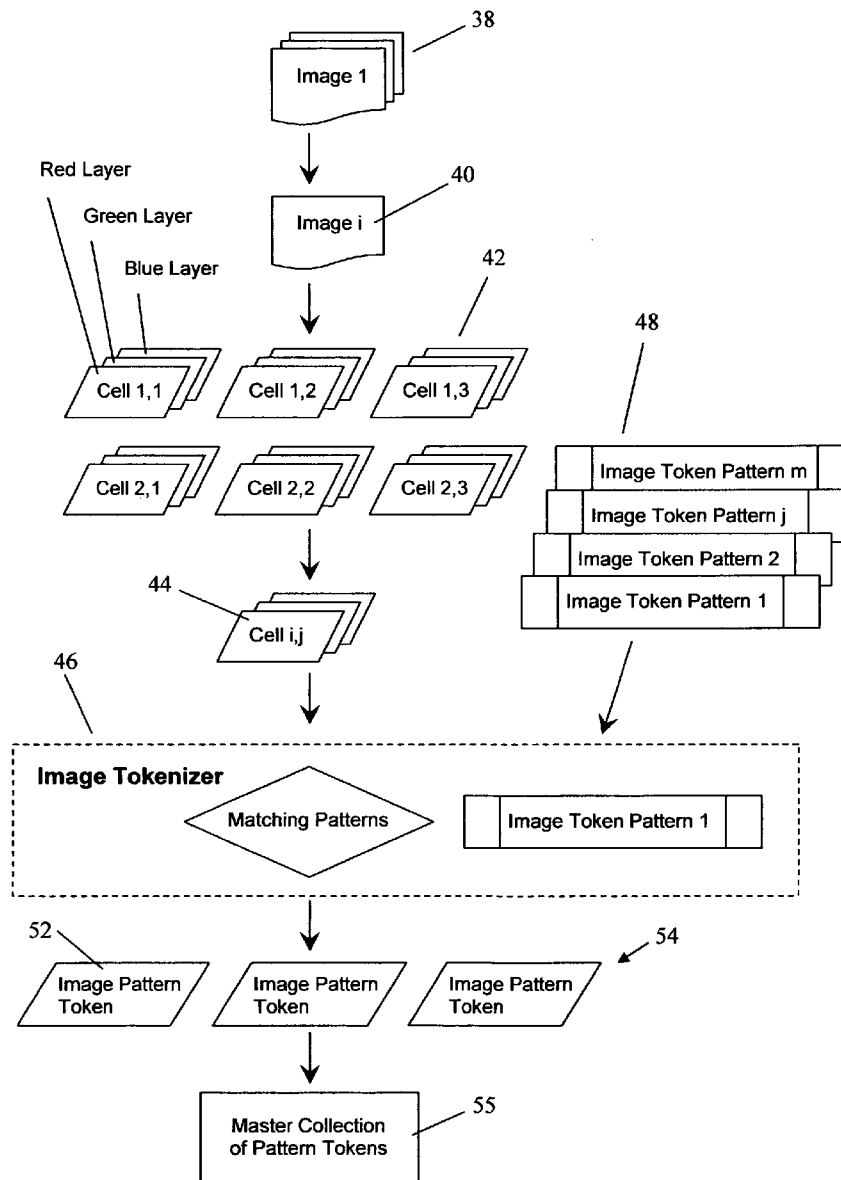 38
Image 1
Red Layer
40
Green Layer
Image i
Blue Layer
42
48
Cell 1,1
Cell 1,2
Cell 1,3
Image Token Pattern m
Cell 2,1
Cell 2,2
Cell 2,3
Image Token Pattern j
Image Token Pattern 2
44
Image Token Pattern 1
Cell i,j
46
Image Tokenizer
Matching Patterns
Image Token Pattern 1
52
54
Image Pattern
Token
Image Pattern
Token
Image Pattern
Token
55
Master Collection
of Pattern Tokens